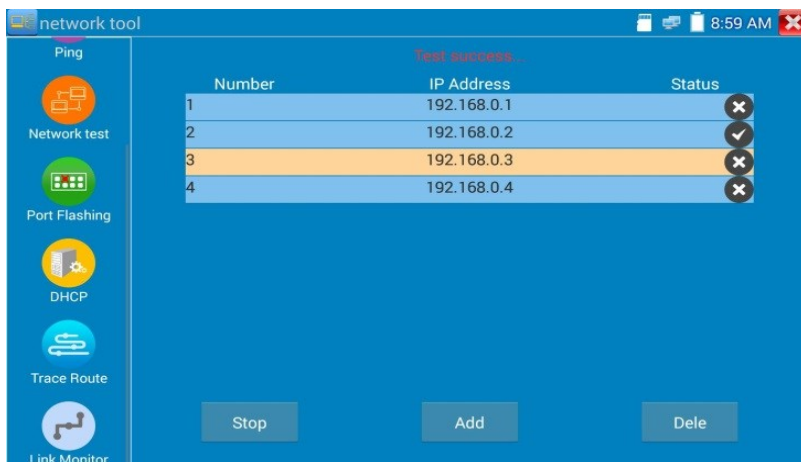 network tool
8:59 AM
Ping
Network test
Port Flashing
DHCP
Trace Route
Link Monitor
Test success...
Number IP Address Status
1 192.168.0.1
2 192.168.0.2
3 192.168.0.3
4 192.168.0.4
Stop Add Dele